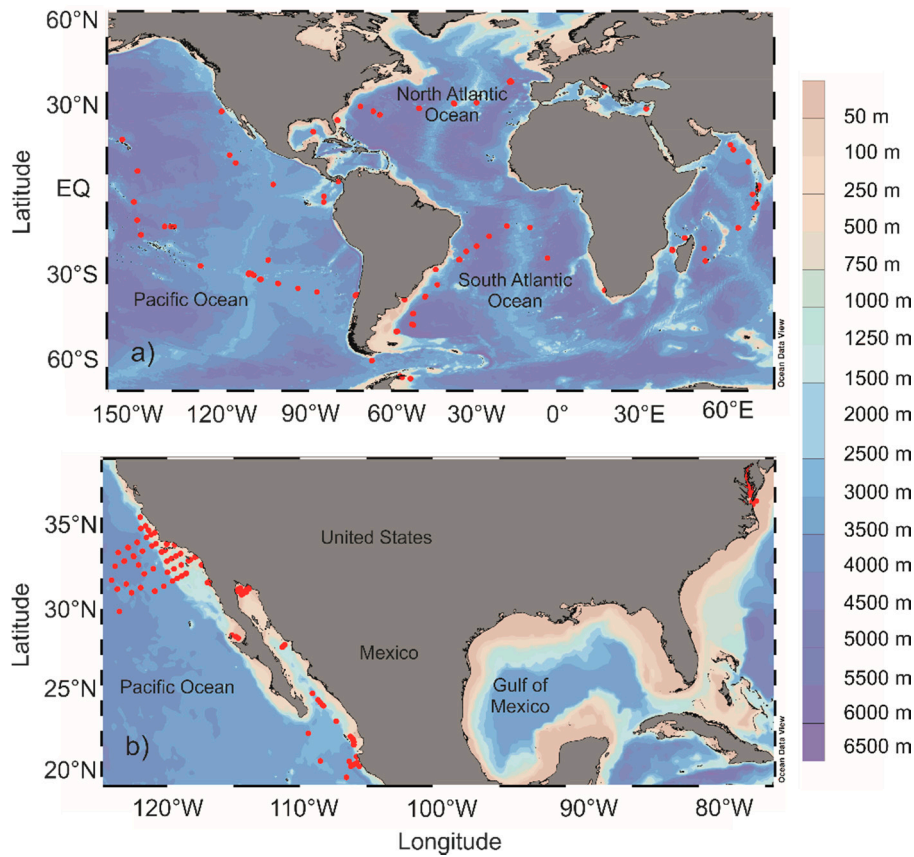 a)
60°N
30°N
EQ
30°S
60°S
Latitude
North Atlantic
Ocean
South Atlantic
Ocean
Pacific Ocean
Ocean Data View
150°W
120°W
90°W
60°W
30°W
0°
30°E
60°E
b)
35°N
30°N
25°N
20°N
Latitude
United States
Mexico
Pacific Ocean
Gulf of
Mexico
Ocean Data View
120°W
110°W
100°W
90°W
80°W
Longitude
50 m
100 m
250 m
500 m
750 m
1000 m
1250 m
1500 m
2000 m
2500 m
3000 m
3500 m
4000 m
4500 m
5000 m
5500 m
6000 m
6500 m